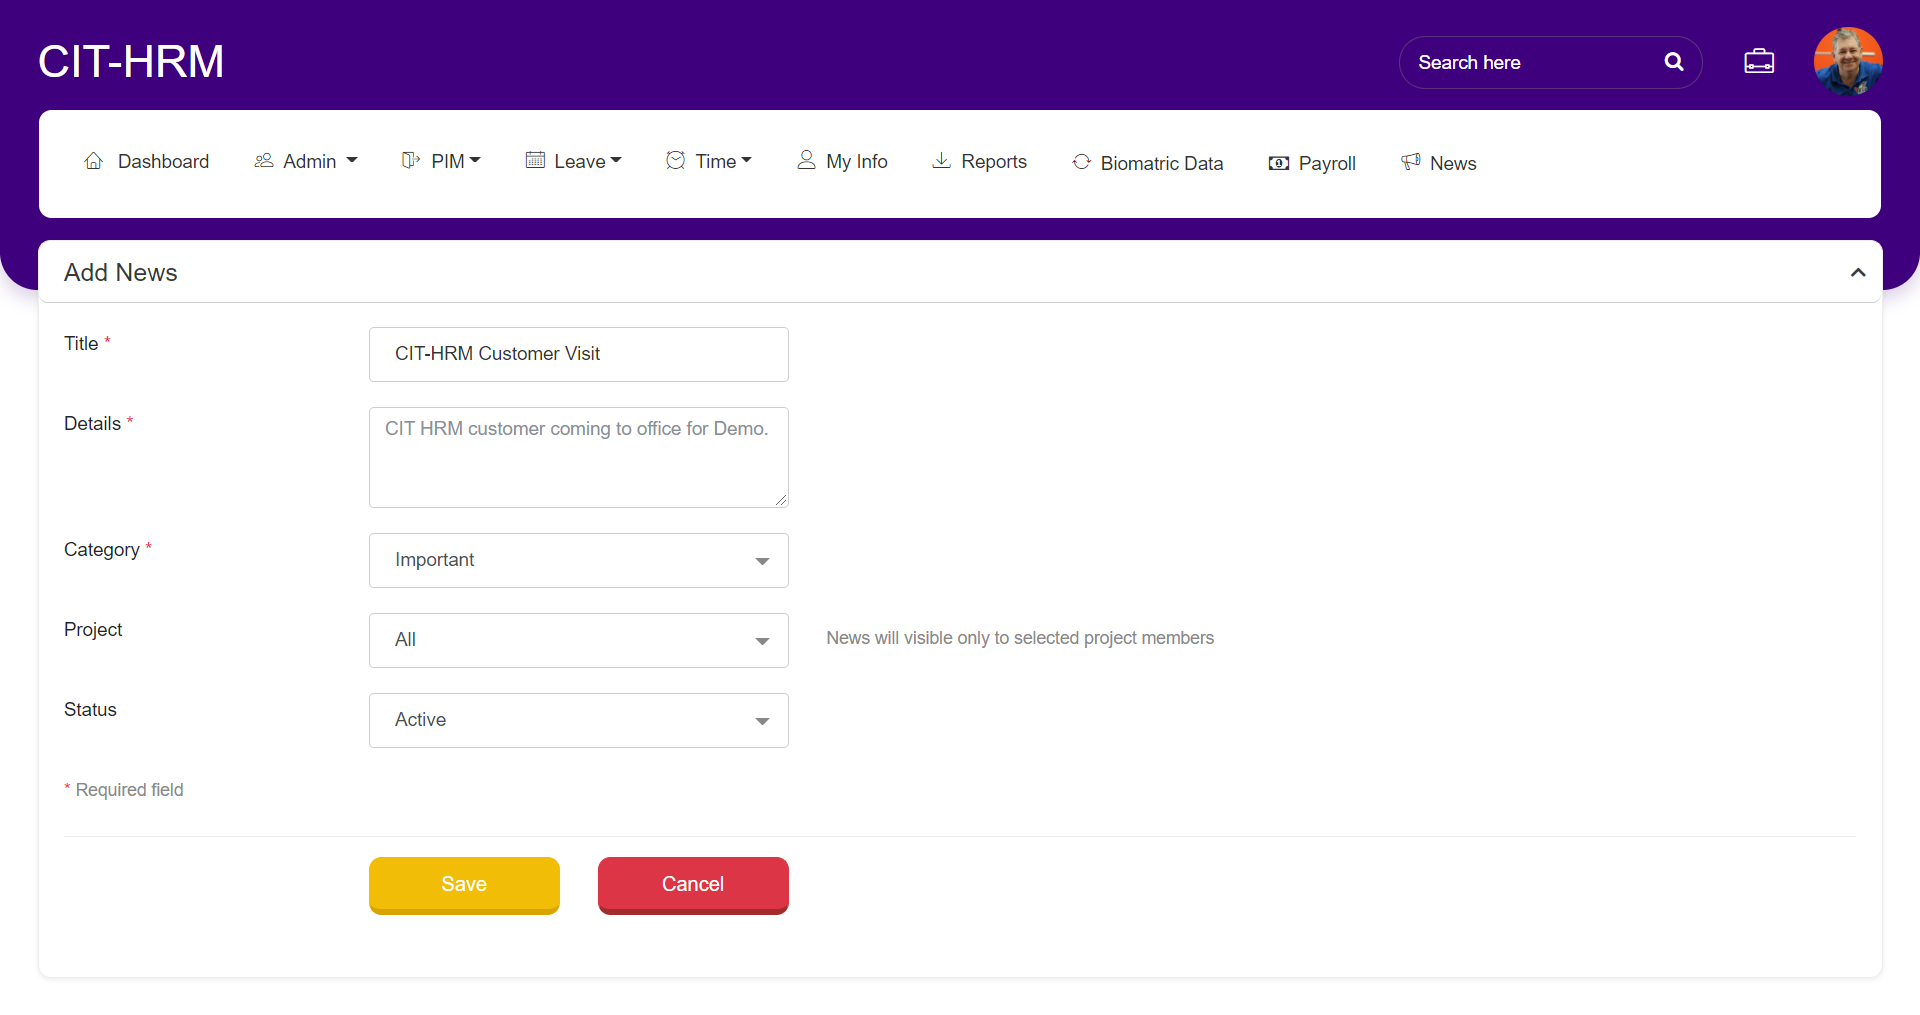 CIT-HRM
Search here
Dashboard Admin PIM Leave Time My Info Reports Biomatric Data Payroll News
Add News
Title *
CIT-HRM Customer Visit
Details *
CIT HRM customer coming to office for Demo.
Category *
Important
Project
All
News will visible only to selected project members
Status
Active
* Required field
Save Cancel